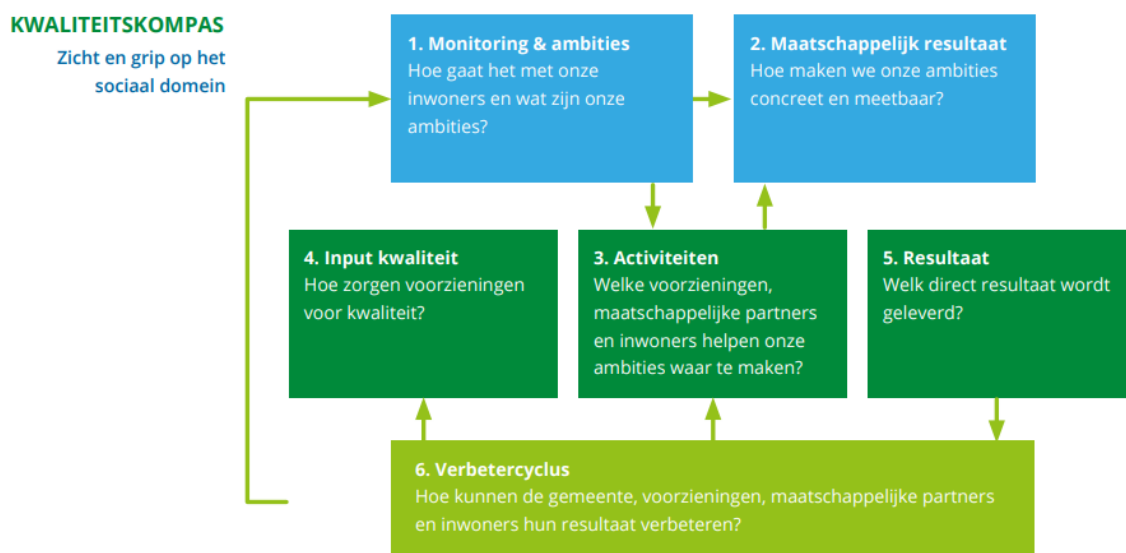 KWALITEITSKOMPAS
Zicht en grip op het
sociaal domein
1. Monitoring & ambities
Hoe gaat het met onze
inwoners en wat zijn onze
ambities?
2. Maatschappelijk resultaat
Hoe maken we onze ambities
concreet en meetbaar?
4. Input kwaliteit
Hoe zorgen voorzieningen
voor kwaliteit?
3. Activiteiten
Welke voorzieningen,
maatschappelijke partners
en inwoners helpen onze
ambities waar te maken?
5. Resultaat
Welk direct resultaat wordt
geleverd?
6. Verbetercyclus
Hoe kunnen de gemeente, voorzieningen, maatschappelijke partners
en inwoners hun resultaat verbeteren?